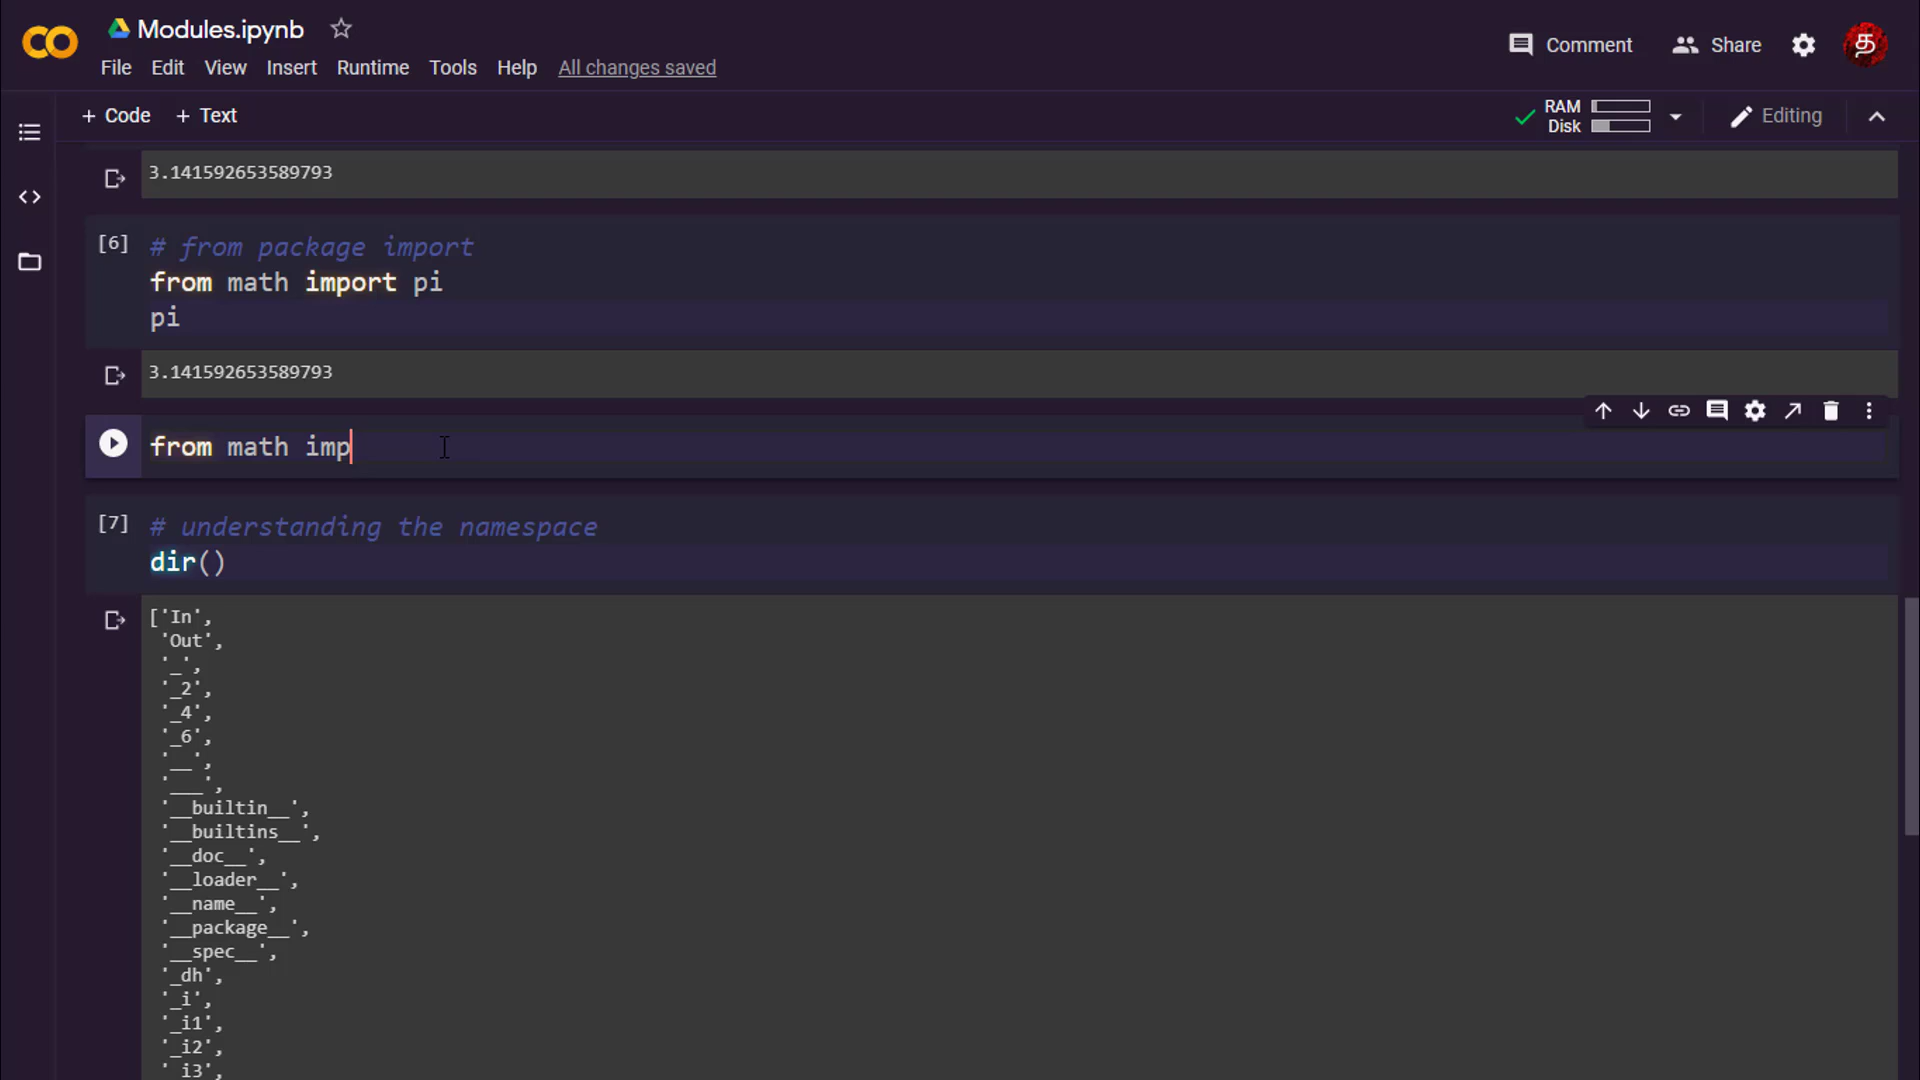 CO
Modules.ipynb
Comment
Share
த
File Edit View Insert Runtime Tools Help All changes saved
+ Code + Text
RAM
Disk
Editing
3.141592653589793
[6]
# from package import
from math import pi
pi
3.141592653589793
from math imp
[7]
# understanding the namespace
dir()
['In',
'Out',
'_',
'_2',
'_4',
'_6',
'__',
'___',
'__builtin__',
'__builtins__',
'__doc__',
'__loader__',
'__name__',
'__package__',
'__spec__',
'_dh',
'_i',
'_i1',
'_i2',
'_i3',